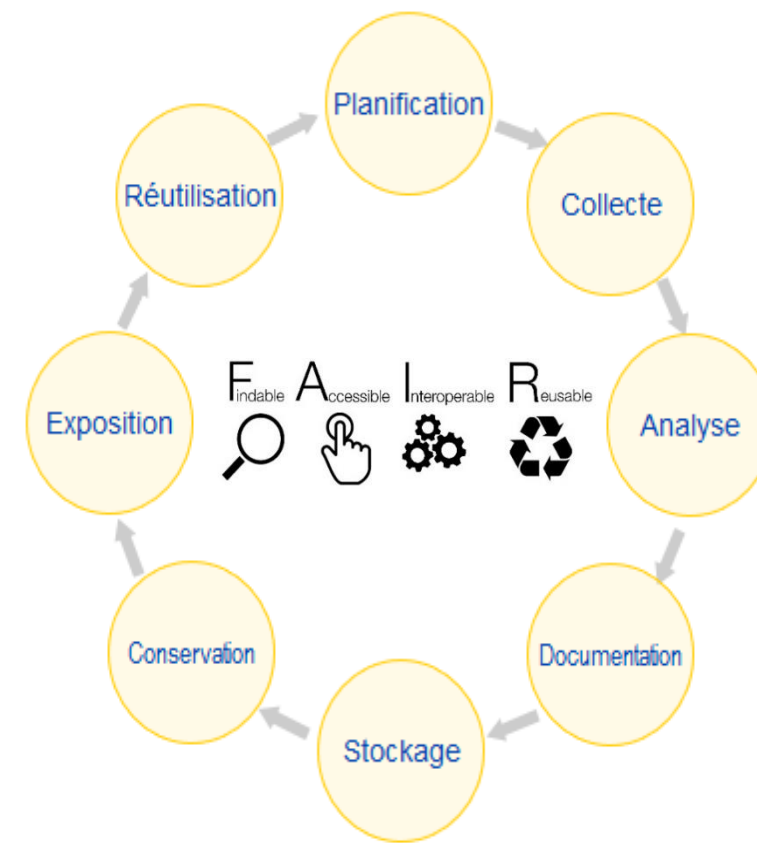 Planification
Collecte
Analyse
Documentation
Stockage
Conservation
Exposition
Réutilisation
Findable Accessible Interoperable Reusable